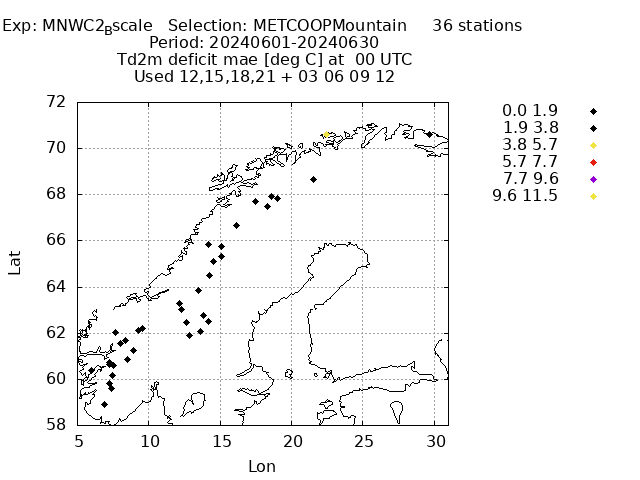 Exp: MNWC2Bscale   Selection: METCOOPMountain     36 stations
Period: 20240601-20240630
Td2m deficit mae [deg C] at  00 UTC
Used 12,15,18,21 + 03 06 09 12
0.0 1.9
1.9 3.8
3.8 5.7
5.7 7.7
7.7 9.6
9.6 11.5
72
70
68
66
64
62
60
58
Lat
5 10 15 20 25 30
Lon